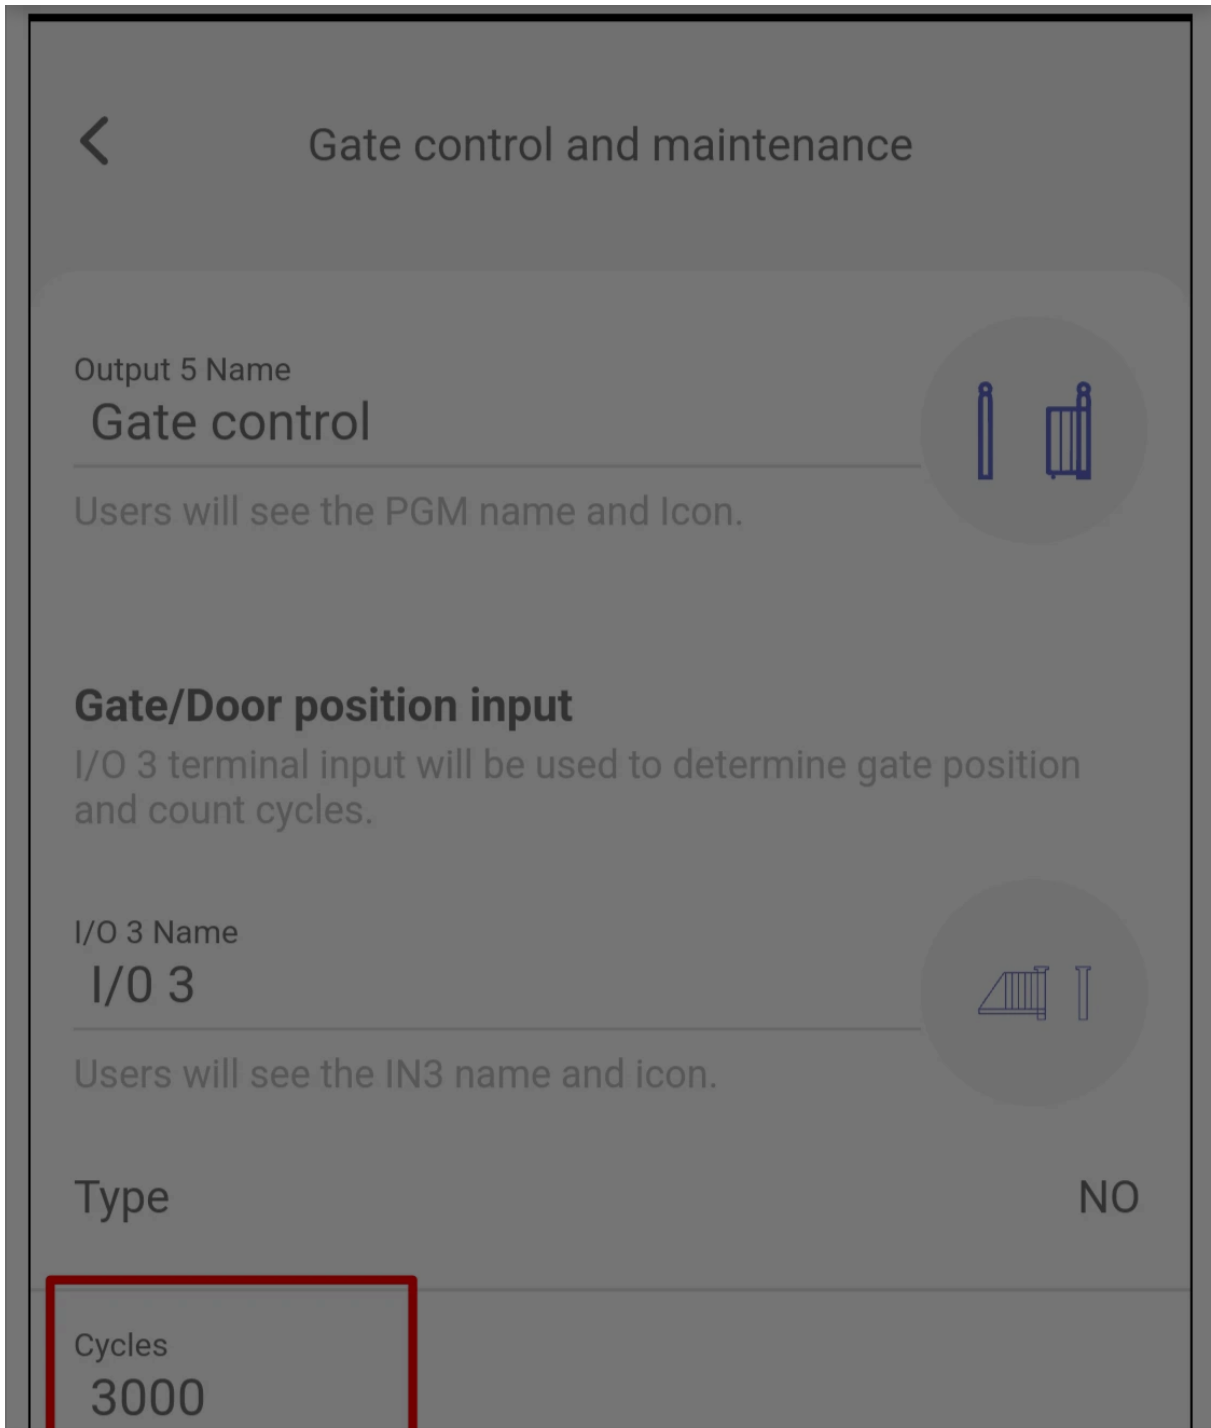 Gate control and maintenance
Output 5 Name
Gate control
Users will see the PGM name and Icon.
Gate/Door position input
I/O 3 terminal input will be used to determine gate position
and count cycles.
I/O 3 Name
I/0 3
Users will see the IN3 name and icon.
Type
NO
Cycles
3000